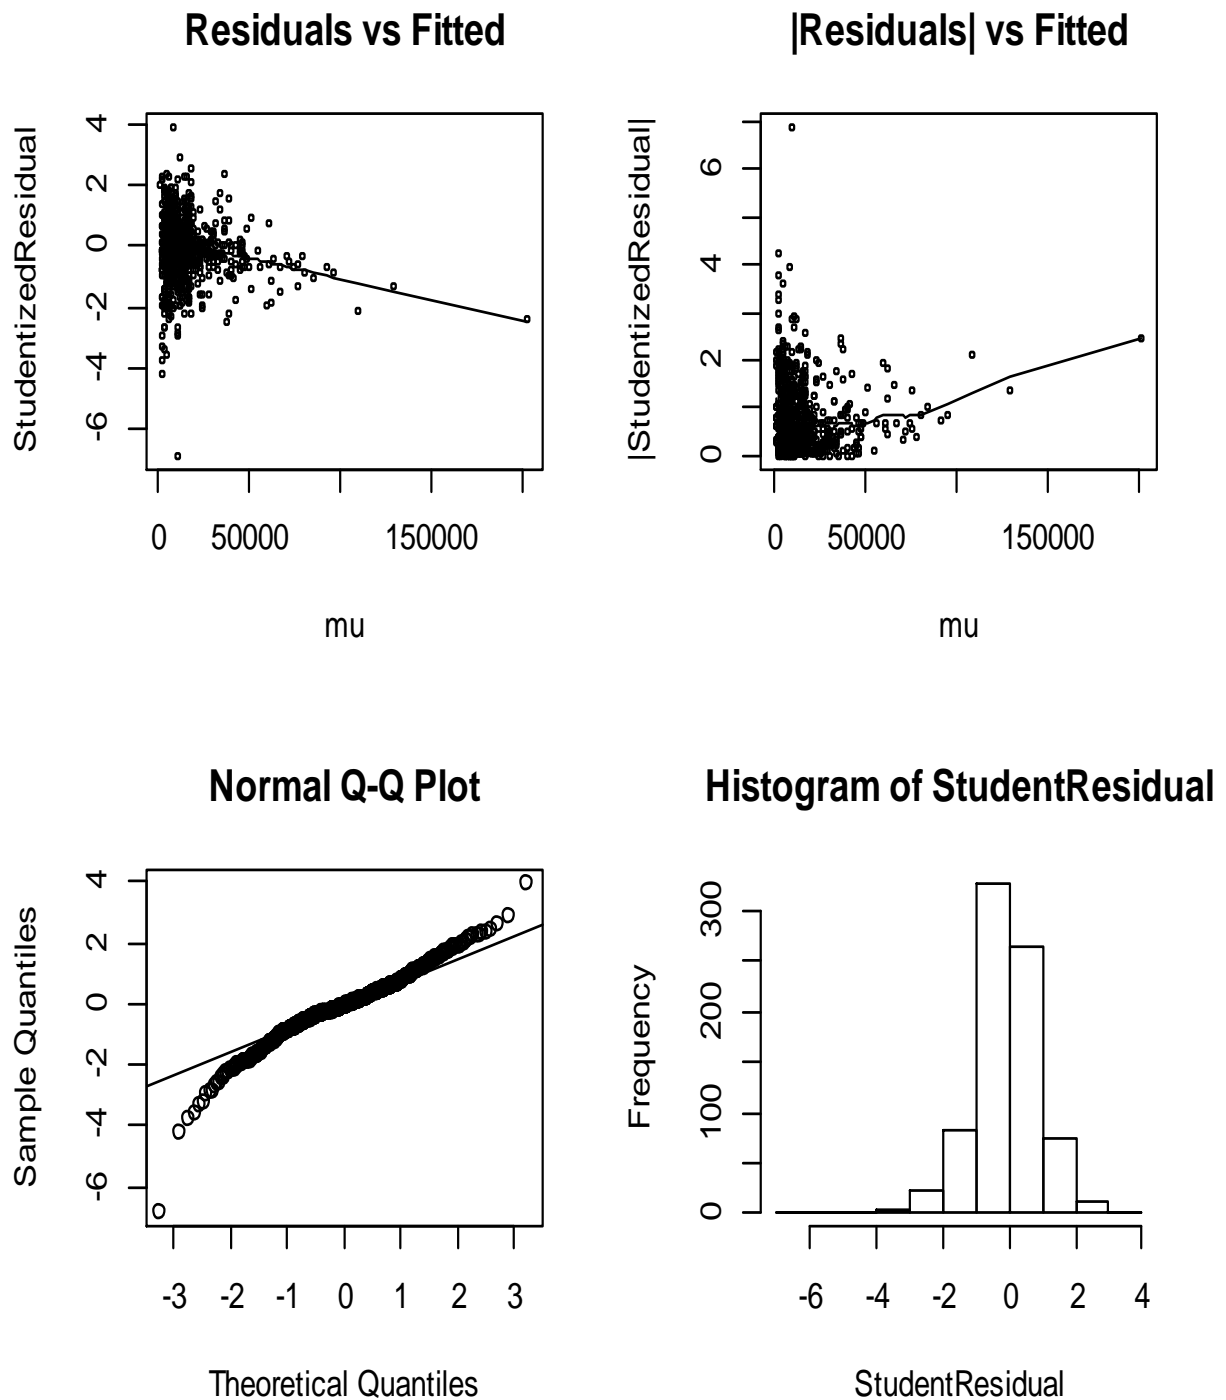 Residuals vs Fitted
StudentizedResidual
4
2
0
-2
-4
-6
0 50000 150000
mu
|Residuals| vs Fitted
|StudentizedResidual|
6
4
2
0
0 50000 150000
mu
Normal Q-Q Plot
Sample Quantiles
4
2
0
-2
-4
-6
-3 -2 -1 0 1 2 3
Theoretical Quantiles
Histogram of StudentResidual
Frequency
300
200
100
0
-6 -4 -2 0 2 4
StudentResidual